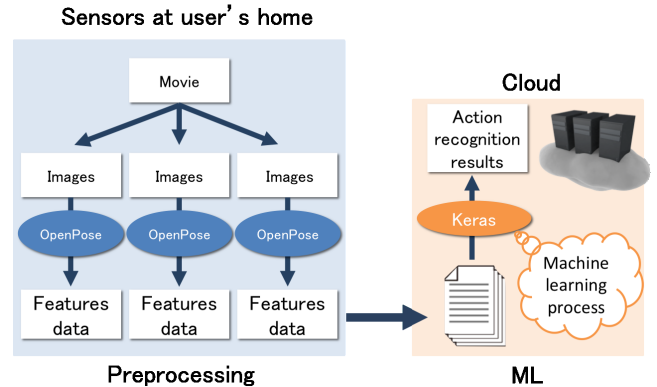 Sensors at user's home
Movie
Images
Images
Images
OpenPose
OpenPose
OpenPose
Features
data
Features
data
Features
data
Preprocessing
Cloud
Action
recognition
results
Keras
Machine
learning
process
ML